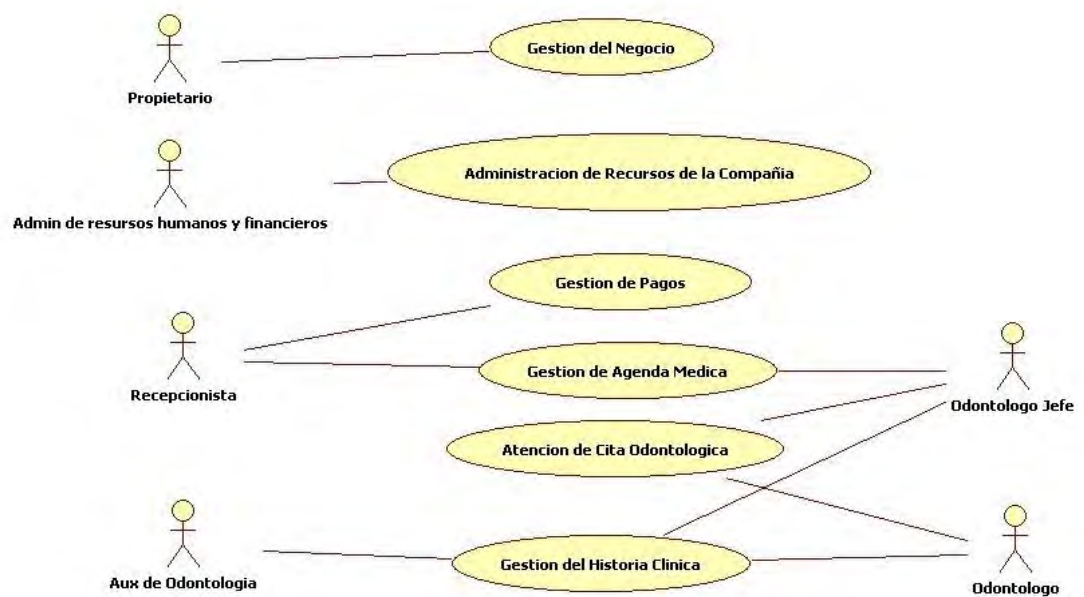 Gestion del Negocio
Propietario
Administracion de Recursos de la Compañia
Admin de resursos humanos y financieros
Gestion de Pagos
Gestion de Agenda Medica
Recepcionista
Odontologo Jefe
Atencion de Cita Odontologica
Gestion del Historia Clinica
Aux de Odontologia
Odontologo